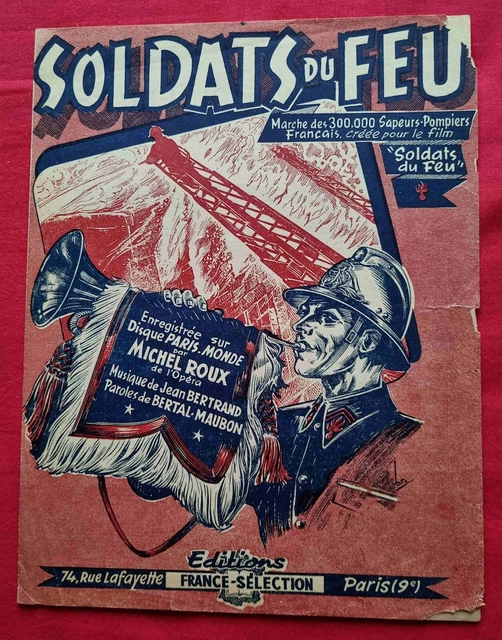 SOLDATS DU FEU
Marche des 300.000 Sapeurs-Pompiers
Français, créée pour le film
"Soldats
du Feu"
Enregistrée sur
Disque PARIS.MONDE
par
MICHEL ROUX
de l'Opéra
Musique de Jean BERTRAND
Paroles de BERTAL-MAUBON
Editions
74, Rue Lafayette FRANCE-SÉLECTION Paris (9e)